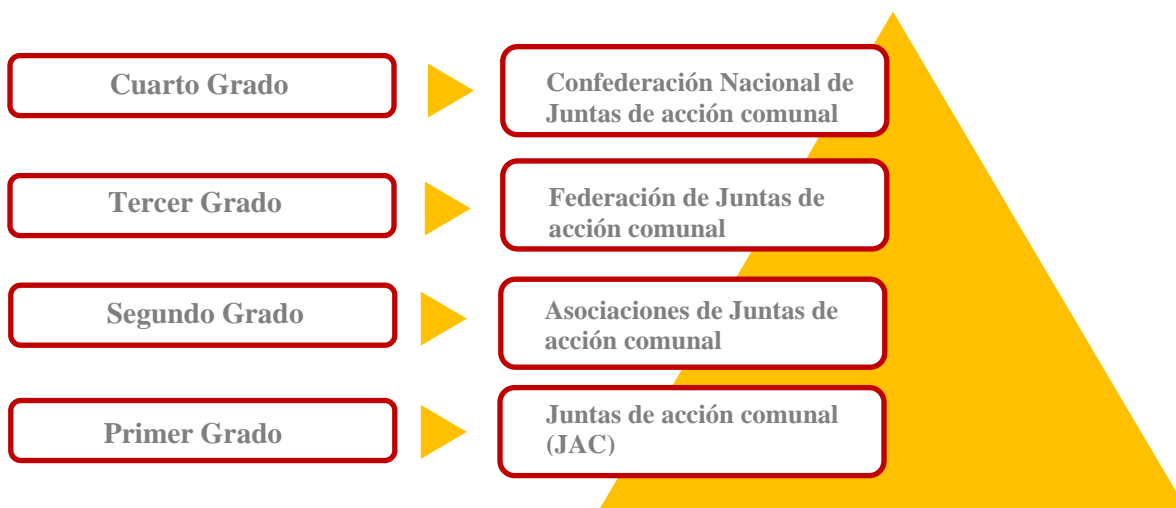 Cuarto Grado
Confederación Nacional de
Juntas de acción comunal
Tercer Grado
Federación de Juntas de
acción comunal
Segundo Grado
Asociaciones de Juntas de
acción comunal
Primer Grado
Juntas de acción comunal
(JAC)